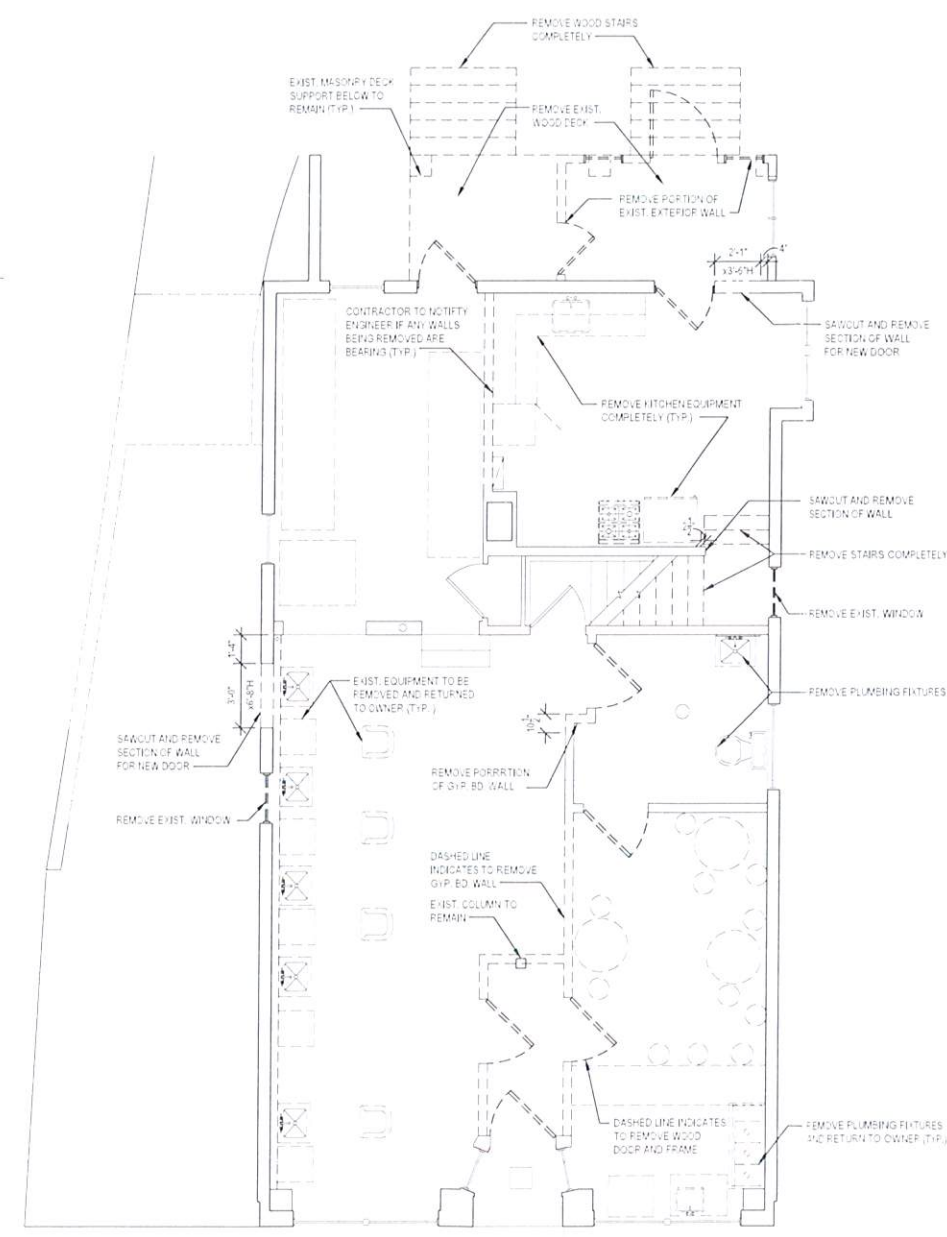 REMOVE WOOD STAIRS
COMPLETELY
EXIST. MASONRY DECK
SUPPORT BELOW TO
REMAIN (TYP.)
REMOVE EXIST.
WOOD DECK
REMOVE PORTION OF
EXIST. EXTERIOR WALL
2'-1"
x3'-6"H
4"
CONTRACTOR TO NOTIFTY
ENGINEER IF ANY WALLS
BEING REMOVED ARE
BEARING (TYP.)
SAWCUT AND REMOVE
SECTION OF WALL
FOR NEW DOOR
REMOVE KITCHEN EQUIPMENT
COMPLETELY (TYP.)
SAWCUT AND REMOVE
SECTION OF WALL
REMOVE STAIRS COMPLETELY
REMOVE EXIST. WINDOW
1'-4"
3'-0"
x6'-8"H
EXIST. EQUIPMENT TO BE
REMOVED AND RETURNED
TO OWNER (TYP.)
REMOVE PLUMBING FIXTURES
10 1/2"
SAWCUT AND REMOVE
SECTION OF WALL
FOR NEW DOOR
REMOVE PORRRTION
OF GYP. BD. WALL
REMOVE EXIST. WINDOW
DASHED LINE
INDICATES TO REMOVE
GYP. BD. WALL
EXIST. COLUMN TO
REMAIN
DASHED LINE INDICATES
TO REMOVE WOOD
DOOR AND FRAME
REMOVE PLUMBING FIXTURES
AND RETURN TO OWNER (TYP.)